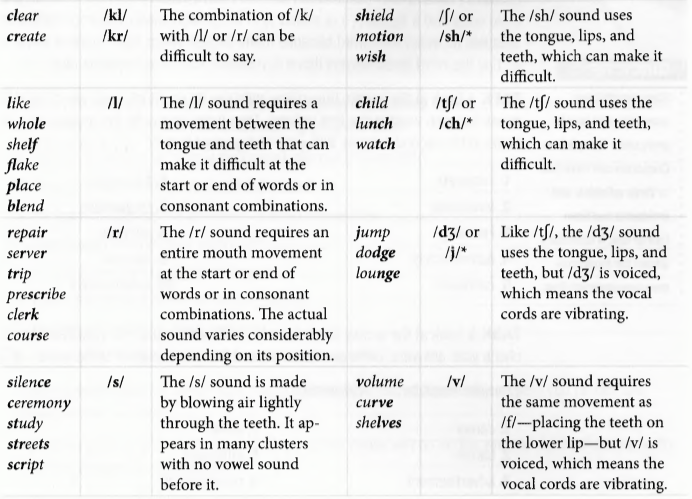 clear /kl/ The combination of /k/
create /kr/ with /l/ or /r/ can be
difficult to say.
shield /ʃ/ or The /sh/ sound uses
motion /sh/* the tongue, lips, and
wish teeth, which can make it
difficult.
like /l/ The /l/ sound requires a
whole movement between the
shelf tongue and teeth that can
flake make it difficult at the
place start or end of words or in
blend consonant combinations.
child /tʃ/ or The /tʃ/ sound uses the
lunch /ch/* tongue, lips, and teeth,
watch which can make it
difficult.
repair /r/ The /r/ sound requires an
server entire mouth movement
trip at the start or end of
prescribe words or in consonant
clerk combinations. The actual
course sound varies considerably
depending on its position.
jump /dʒ/ or Like /tʃ/, the /dʒ/ sound
dodge /j/* uses the tongue, lips, and
lounge teeth, but /dʒ/ is voiced,
which means the vocal
cords are vibrating.
silence /s/ The /s/ sound is made
ceremony by blowing air lightly
study through the teeth. It ap-
streets pears in many clusters
script with no vowel sound
before it.
volume /v/ The /v/ sound requires
curve the same movement as
shelves /f/—placing the teeth on
the lower lip—but /v/ is
voiced, which means the
vocal cords are vibrating.